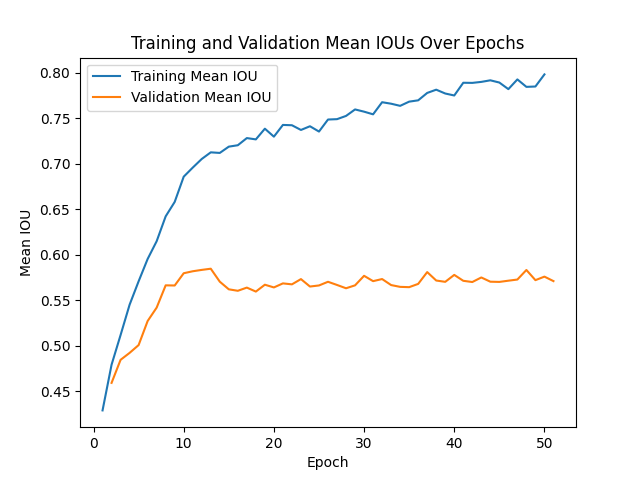 Training and Validation Mean IOUs Over Epochs
Training Mean IOU
Validation Mean IOU
Mean IOU
0.80
0.75
0.70
0.65
0.60
0.55
0.50
0.45
0 10 20 30 40 50
Epoch